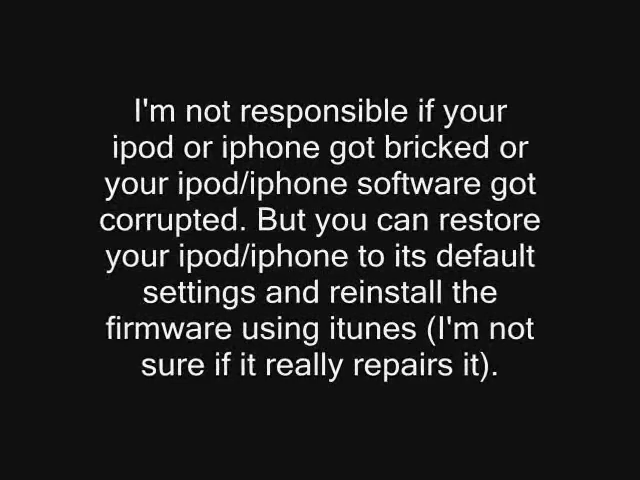 I'm not responsible if your
ipod or iphone got bricked or
your ipod/iphone software got
corrupted. But you can restore
your ipod/iphone to its default
settings and reinstall the
firmware using itunes (I'm not
sure if it really repairs it).